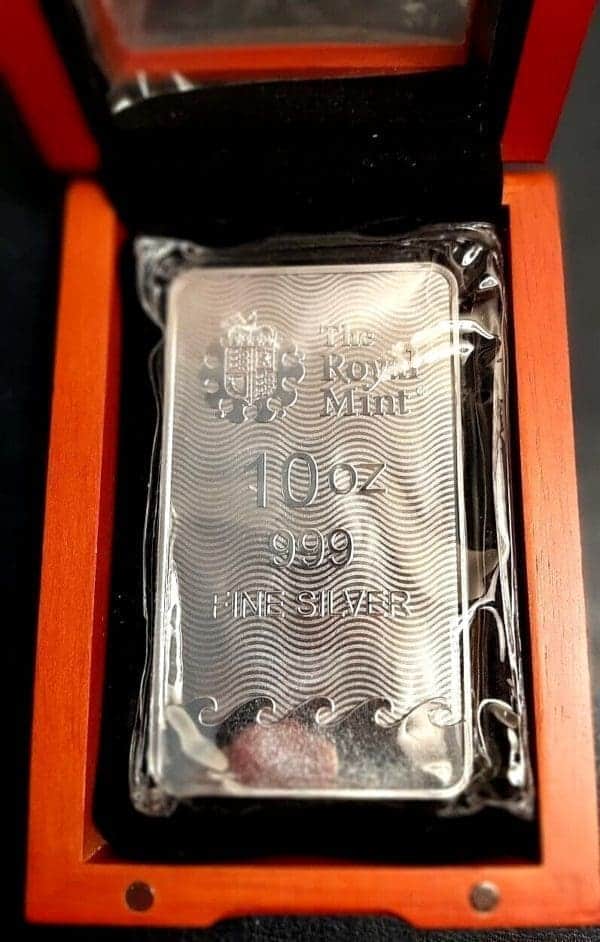 The
Royal
Mint®
10 oz
999
FINE SILVER